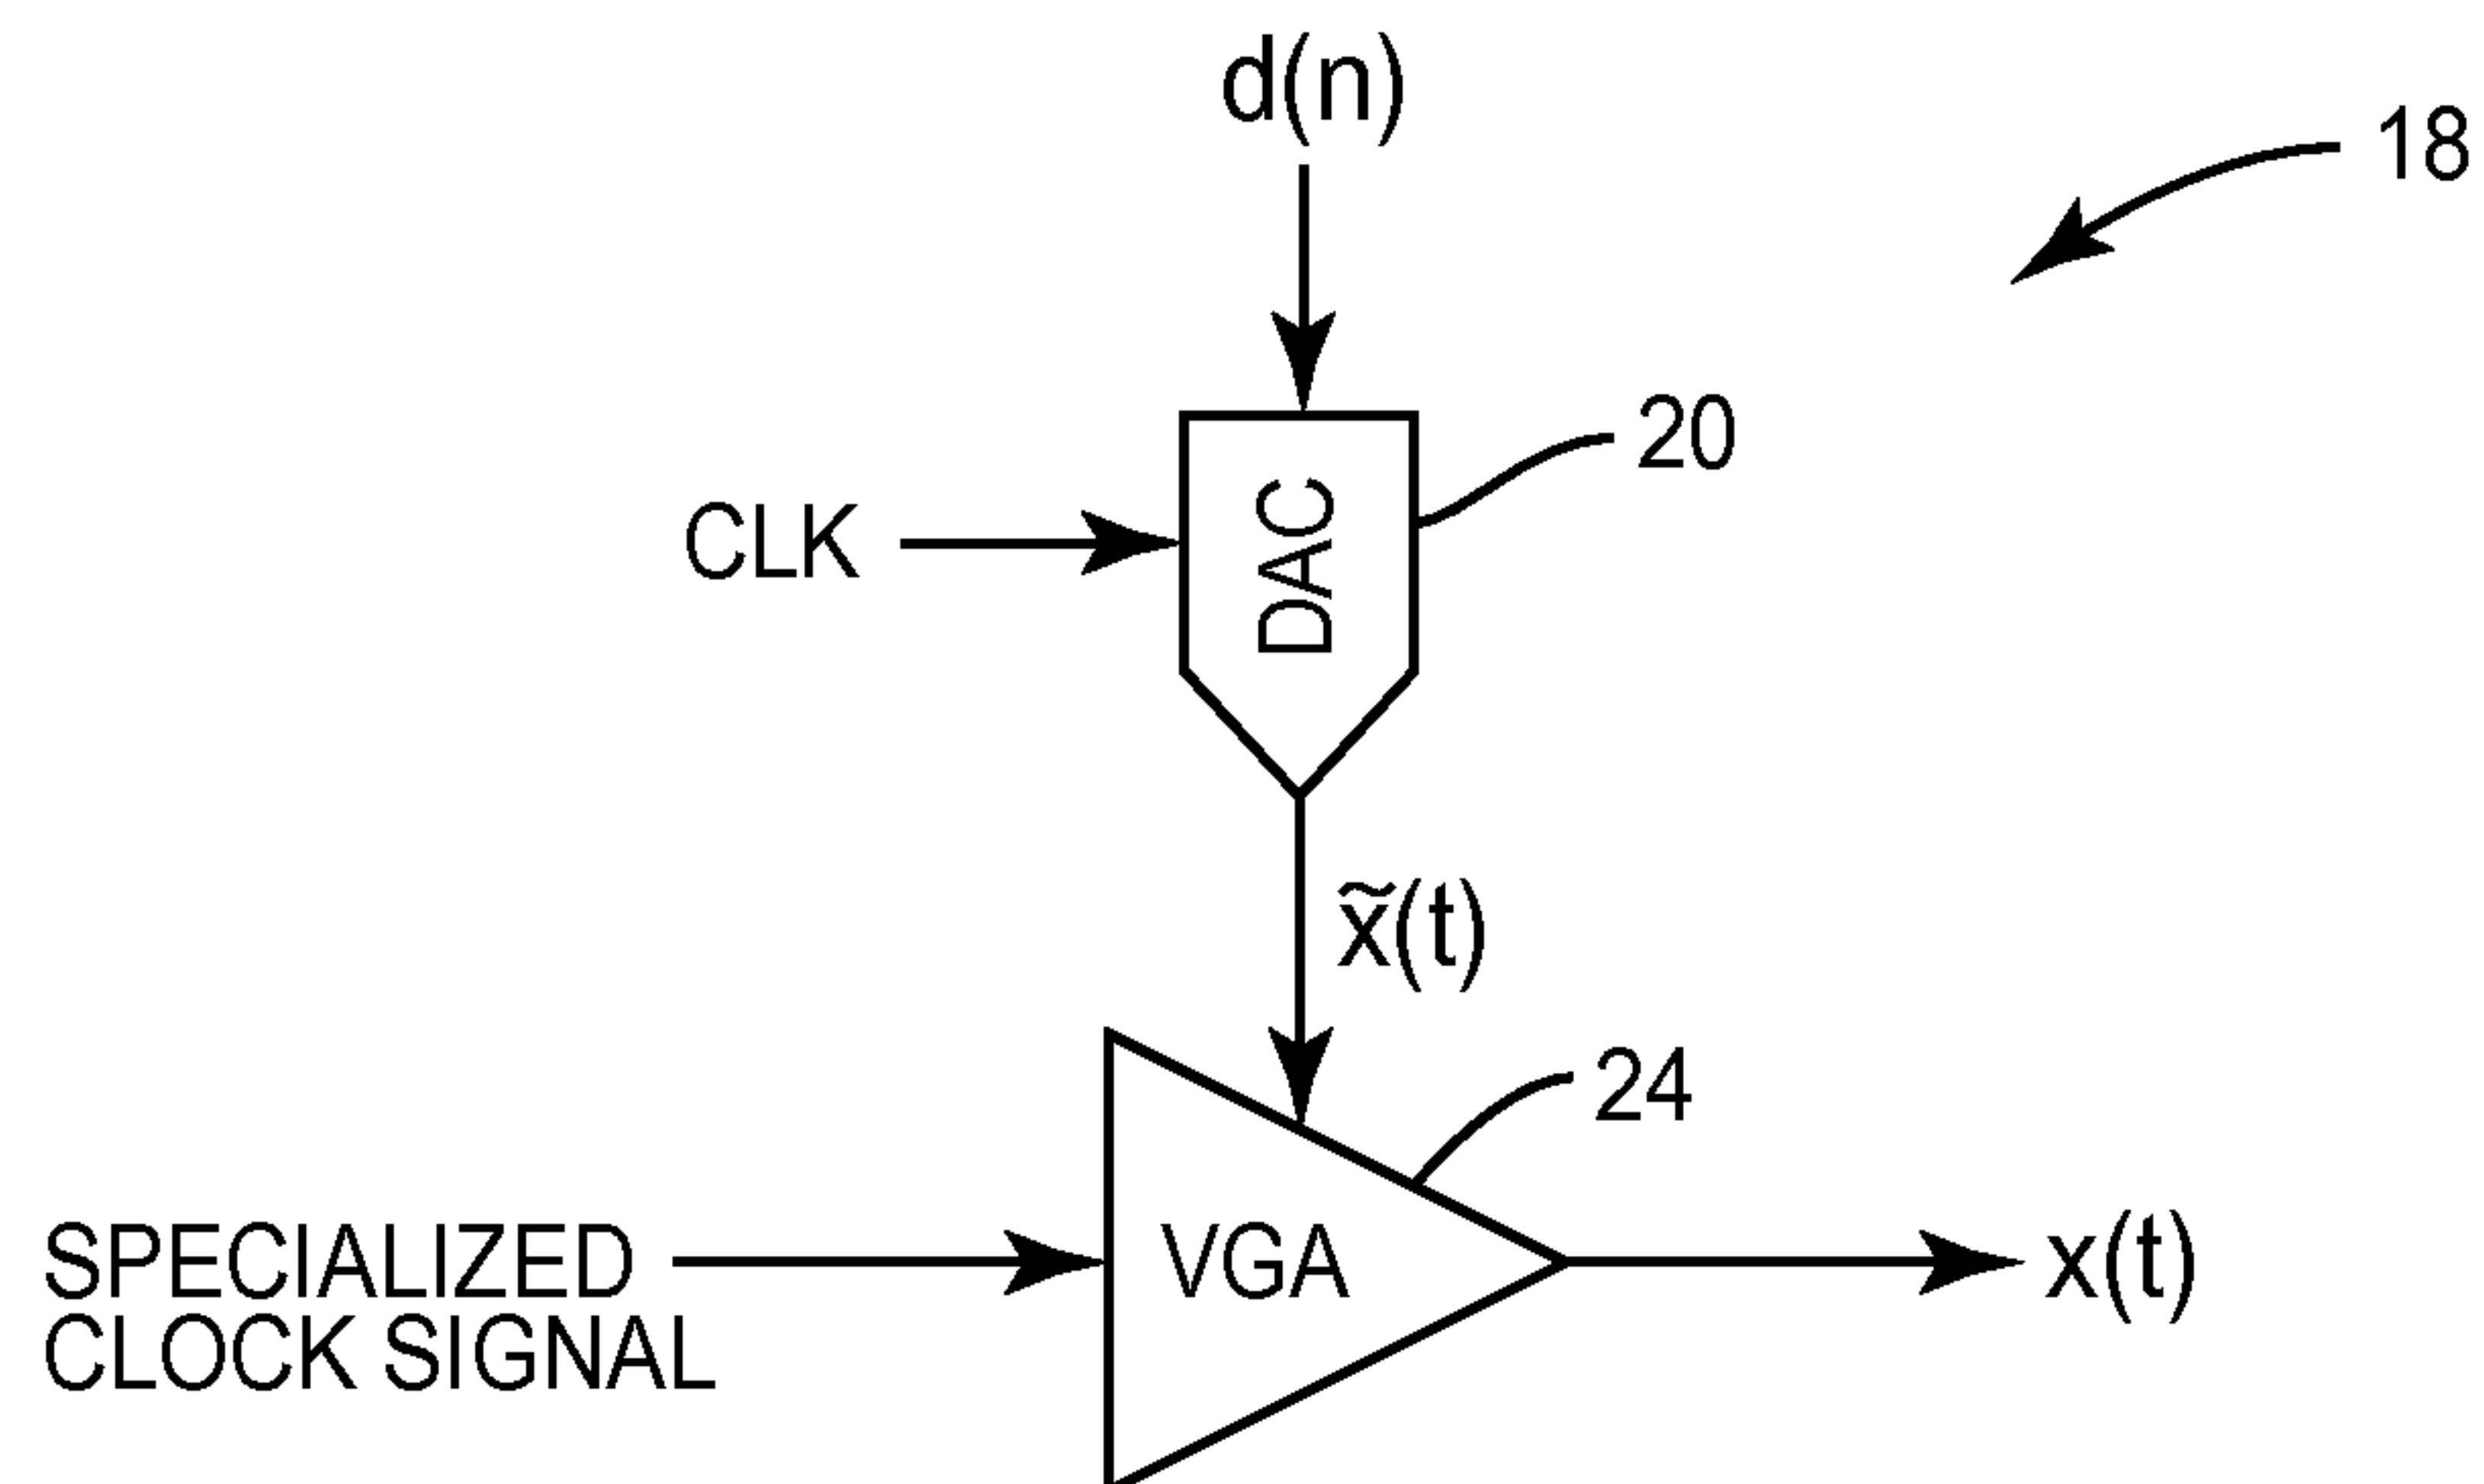 d(n)
18
20
CLK
DAC
x̃(t)
24
SPECIALIZED
CLOCK SIGNAL
VGA
x(t)